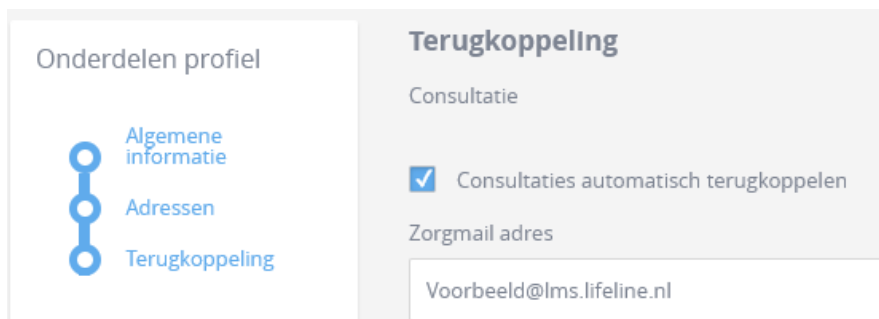 Onderdelen profiel
Algemene
informatie
Adressen
Terugkoppeling
Terugkoppeling
Consultatie
Consultaties automatisch terugkoppelen
Zorgmail adres
Voorbeeld@lms.lifeline.nl